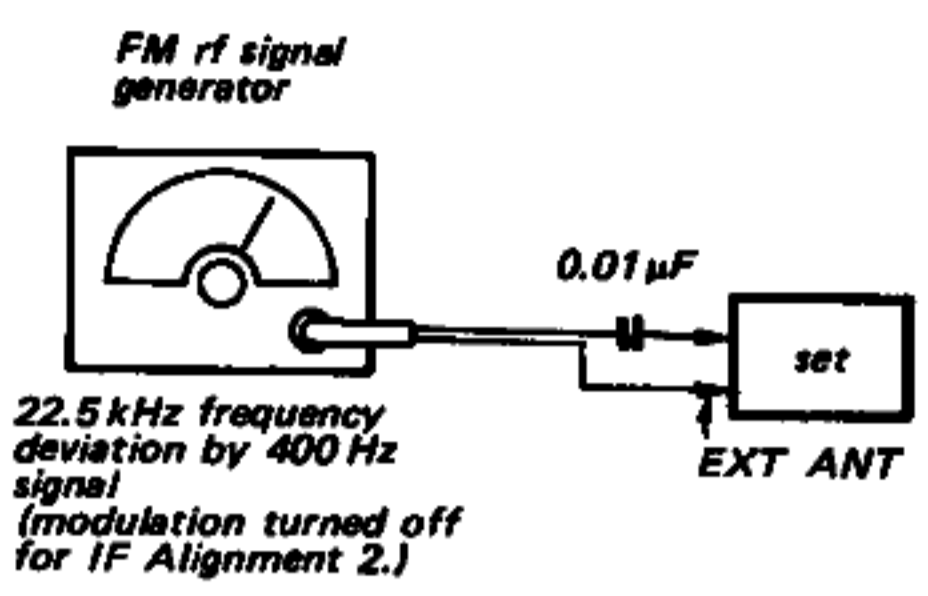 FM rf signal
generator
0.01 µF
set
EXT ANT
22.5 kHz frequency
deviation by 400 Hz
signal
(modulation turned off
for IF Alignment 2.)